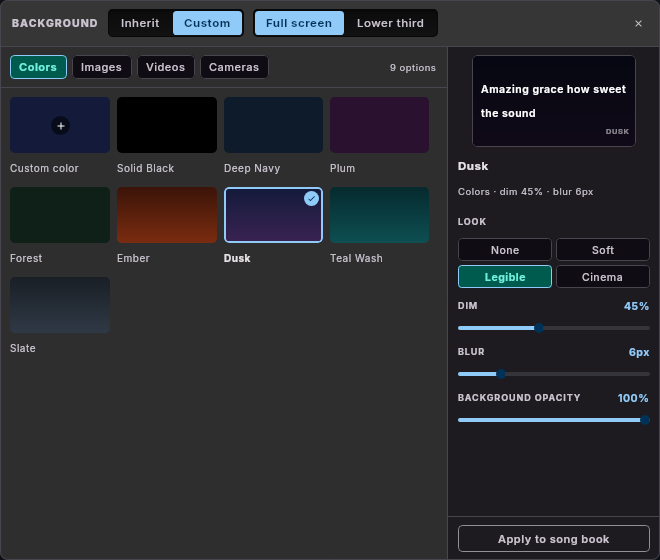 BACKGROUND Inherit Custom Full screen Lower third ×
Colors Images Videos Cameras 9 options
+
Custom color Solid Black Deep Navy Plum
Forest Ember Dusk Teal Wash
Slate
Amazing grace how sweet
the sound
DUSK
Dusk
Colors · dim 45% · blur 6px
LOOK
None Soft
Legible Cinema
DIM 45%
BLUR 6px
BACKGROUND OPACITY 100%
Apply to song book